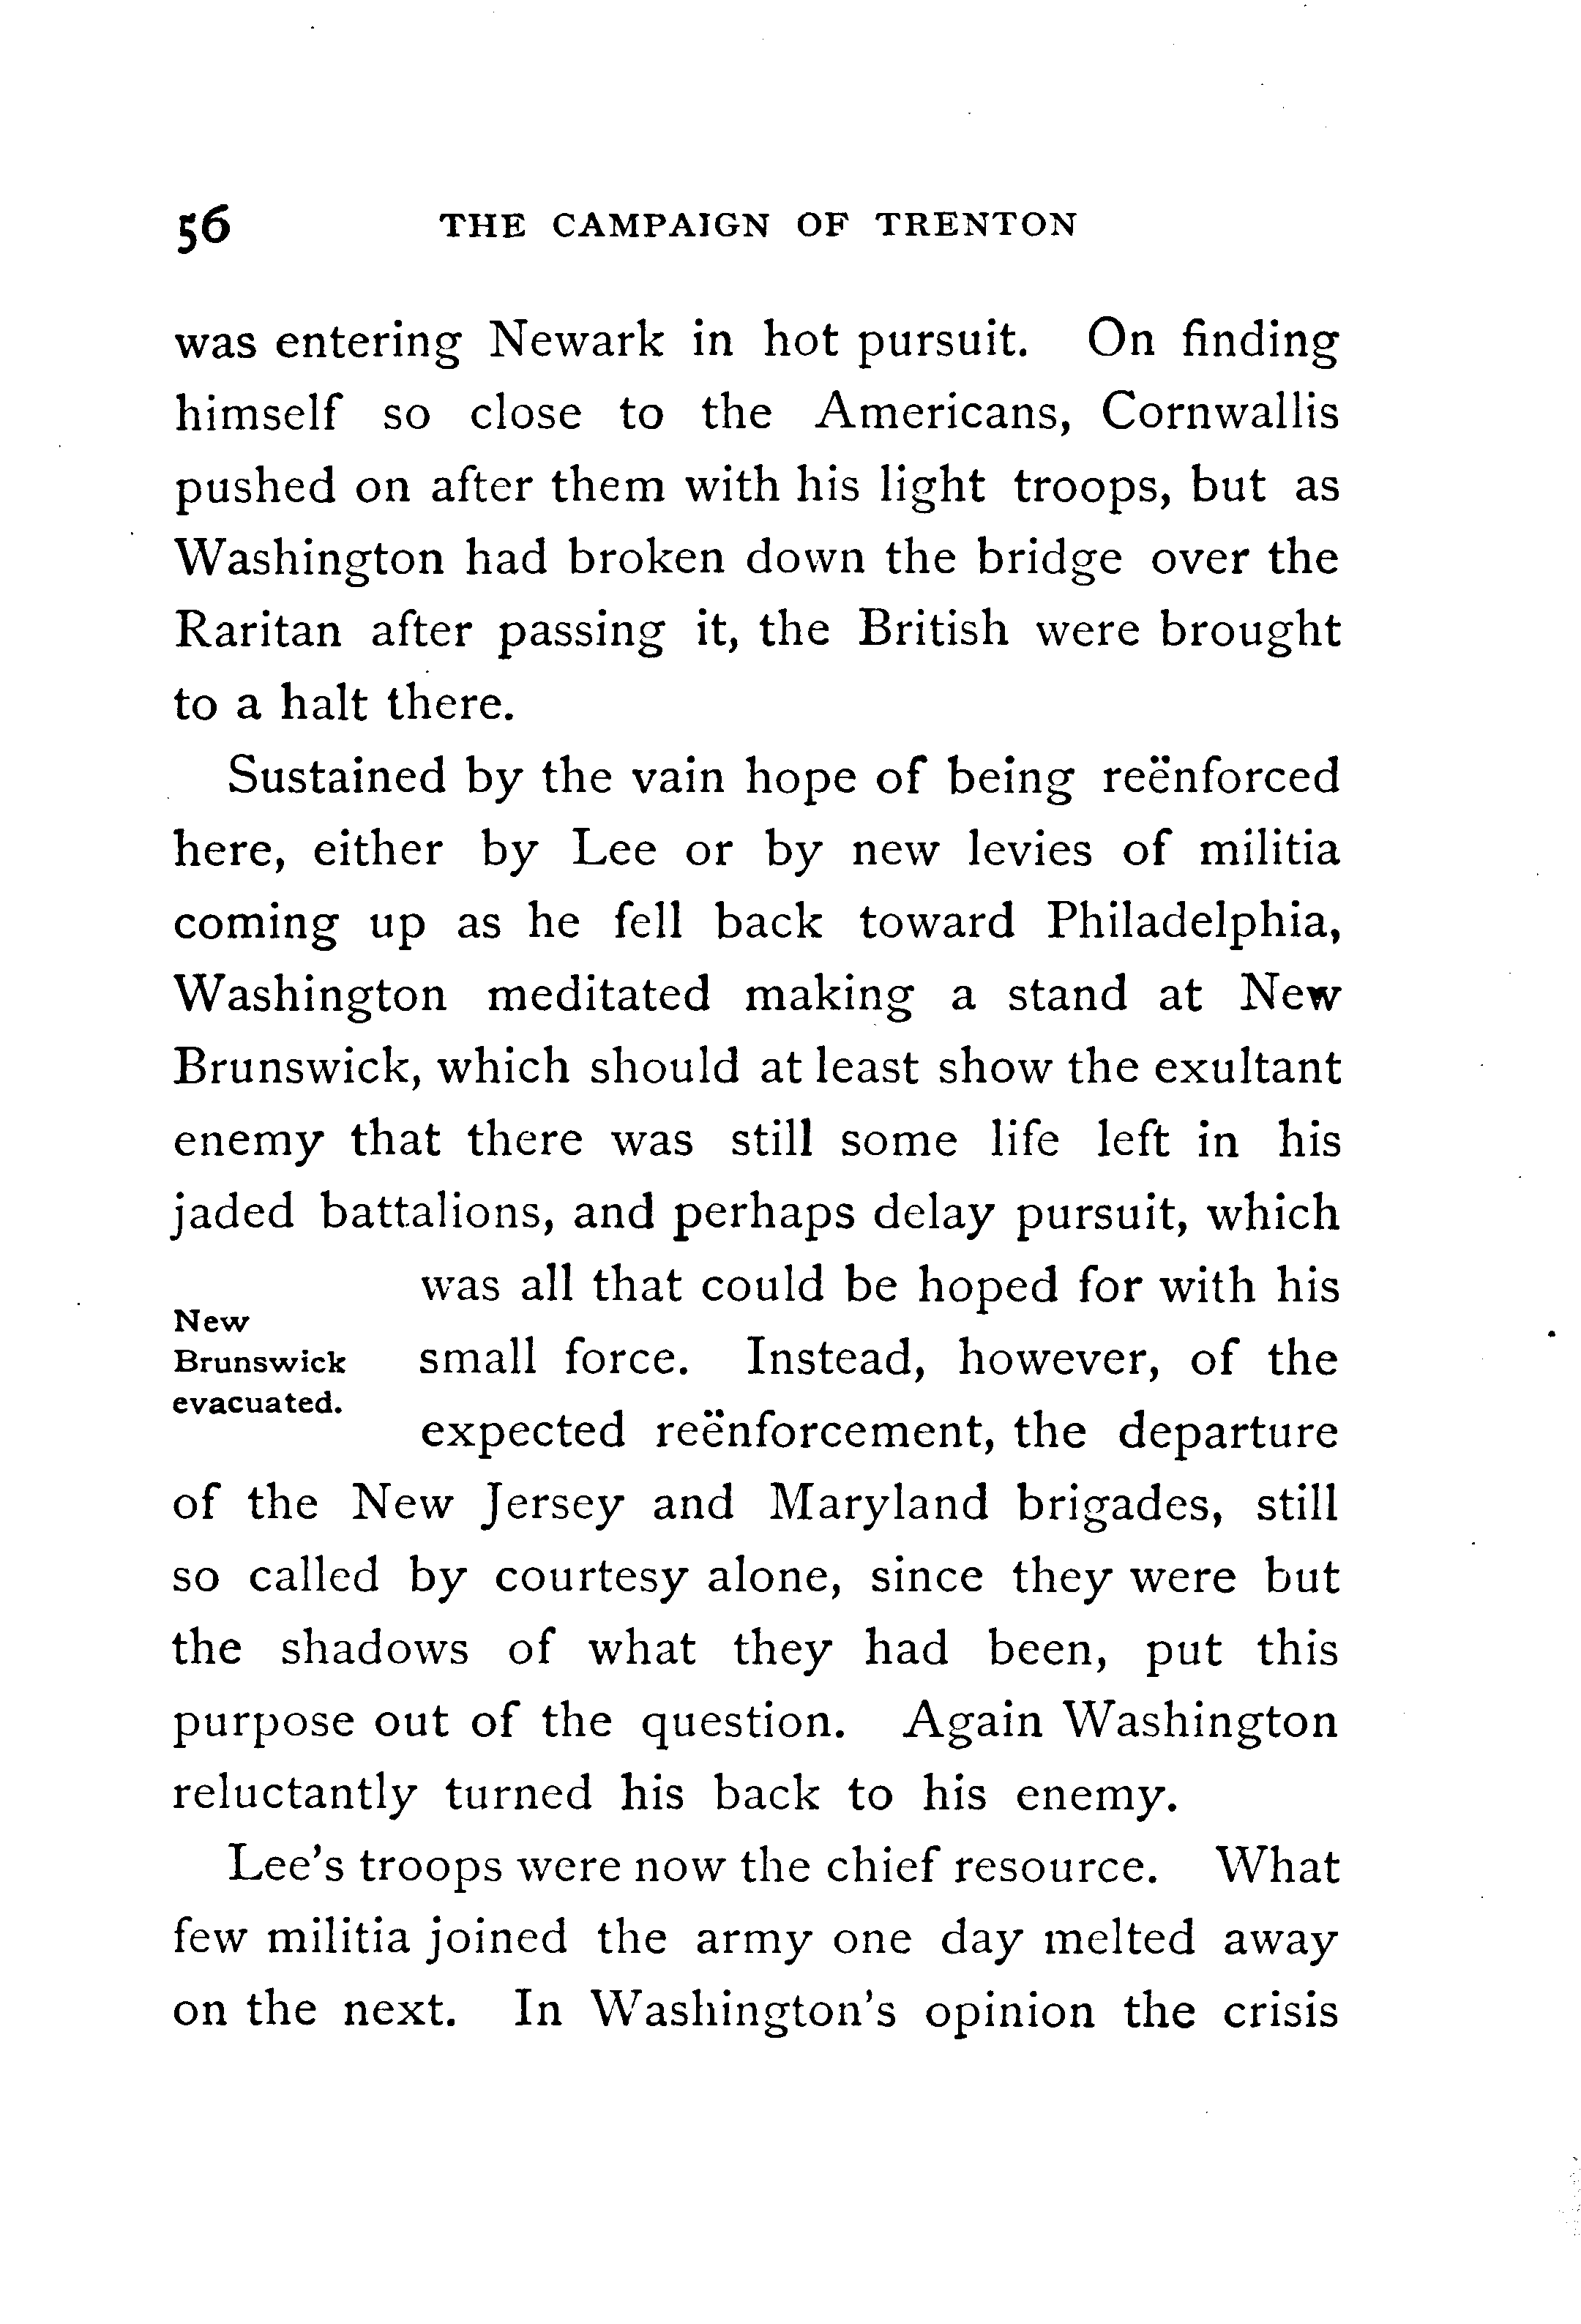 56 THE CAMPAIGN OF TRENTON
was entering Newark in hot pursuit. On finding
himself so close to the Americans, Cornwallis
pushed on after them with his light troops, but as
Washington had broken down the bridge over the
Raritan after passing it, the British were brought
to a halt there.
Sustained by the vain hope of being reënforced
here, either by Lee or by new levies of militia
coming up as he fell back toward Philadelphia,
Washington meditated making a stand at New
Brunswick, which should at least show the exultant
enemy that there was still some life left in his
jaded battalions, and perhaps delay pursuit, which
New
Brunswick
evacuated.
was all that could be hoped for with his
small force. Instead, however, of the
expected reënforcement, the departure
of the New Jersey and Maryland brigades, still
so called by courtesy alone, since they were but
the shadows of what they had been, put this
purpose out of the question. Again Washington
reluctantly turned his back to his enemy.
Lee's troops were now the chief resource. What
few militia joined the army one day melted away
on the next. In Washington's opinion the crisis